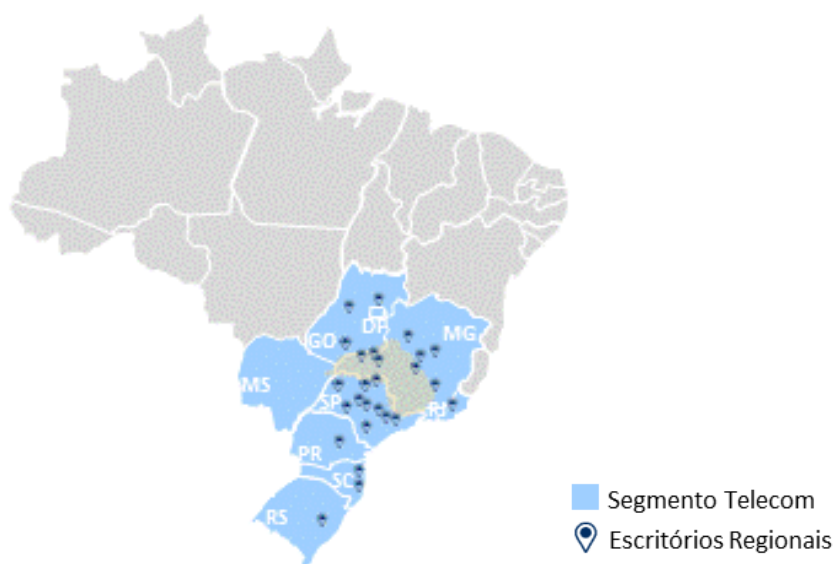 DF
GO
MG
MS
SP
RJ
PR
SC
RS
Segmento Telecom
Escritórios Regionais